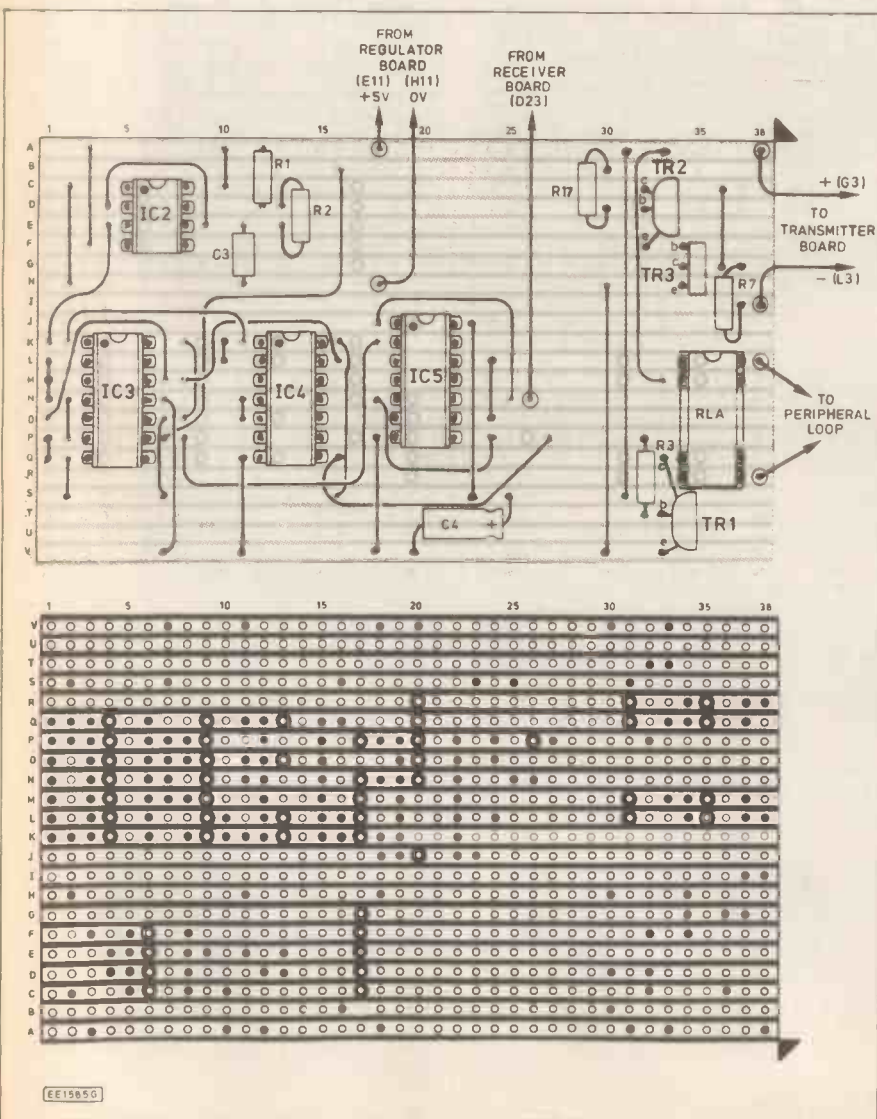 FROM
REGULATOR
BOARD
(E11) (H11)
+5V 0V
FROM
RECEIVER
BOARD
(D23)
1 5 10 15 20 25 30 35 38
A
B
C
D
E
F
G
H
I
J
K
L
M
N
O
P
Q
R
S
T
U
V
IC2
R1
R2
C3
R17
TR2
c
b
e
TR3
b
c
e
R7
+ (G3)
TO
TRANSMITTER
BOARD
- (L3)
IC3
IC4
IC5
RLA
TO
PERIPHERAL
LOOP
R3
c
b
e
TR1
C4 +
1 5 10 15 20 25 30 35 38
V
U
T
S
R
Q
P
O
N
M
L
K
J
I
H
G
F
E
D
C
B
A
EE1585G